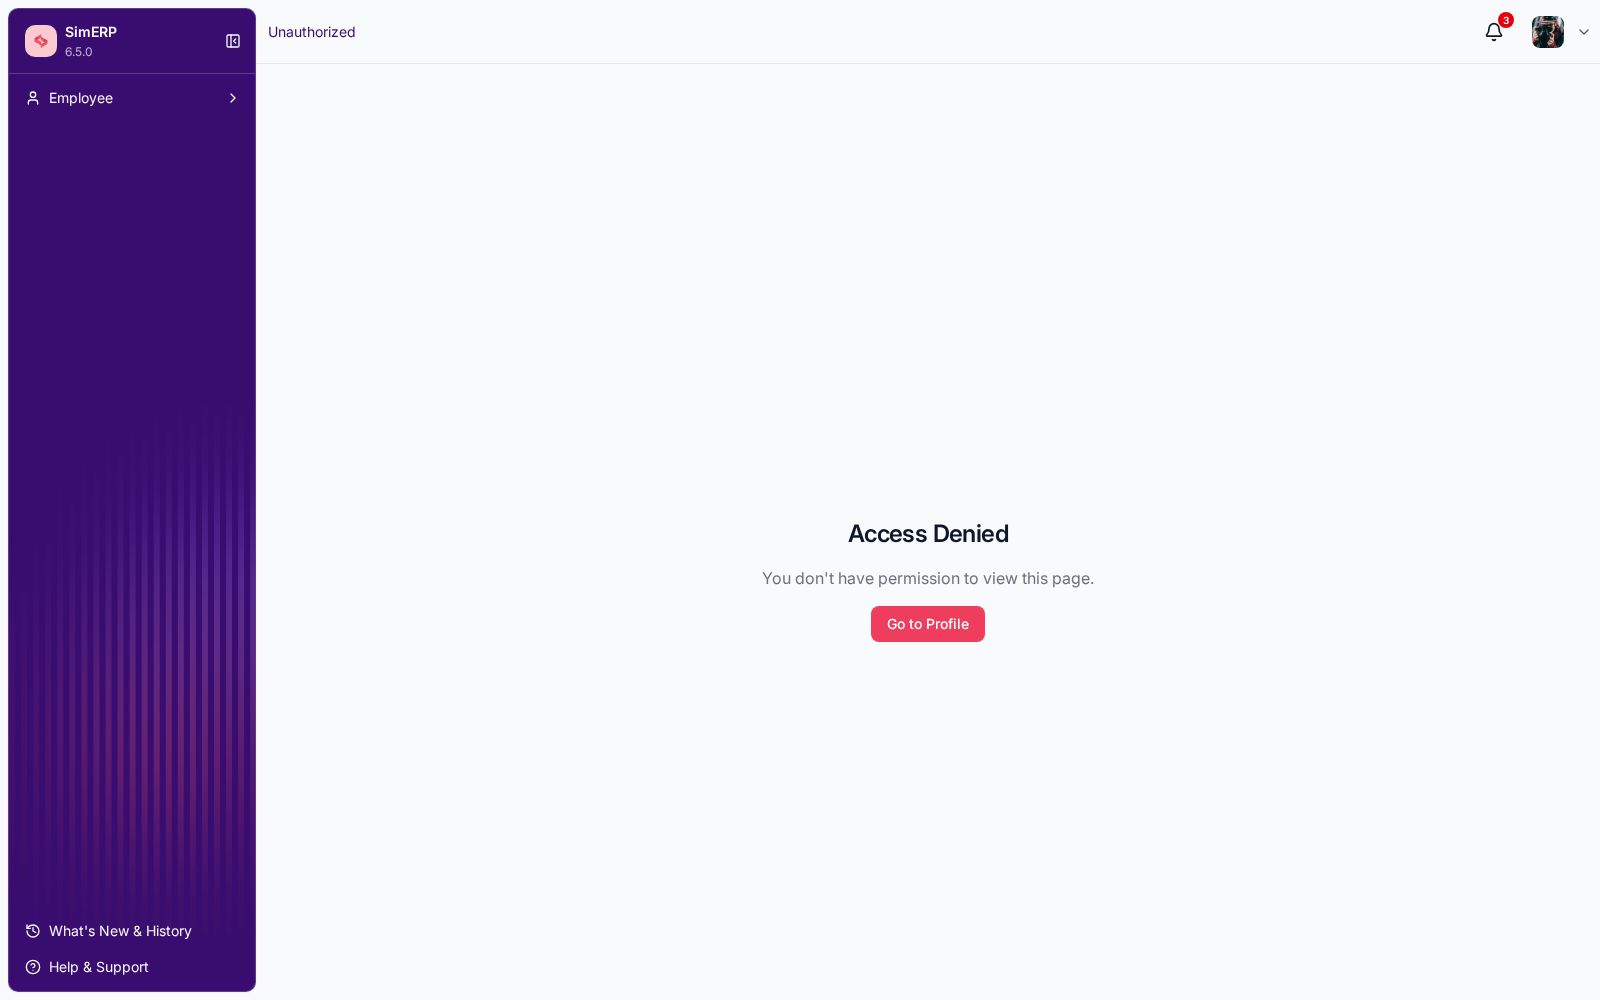 SimERP
6.5.0
Unauthorized
3
Employee
Access Denied
You don't have permission to view this page.
Go to Profile
What's New & History
Help & Support